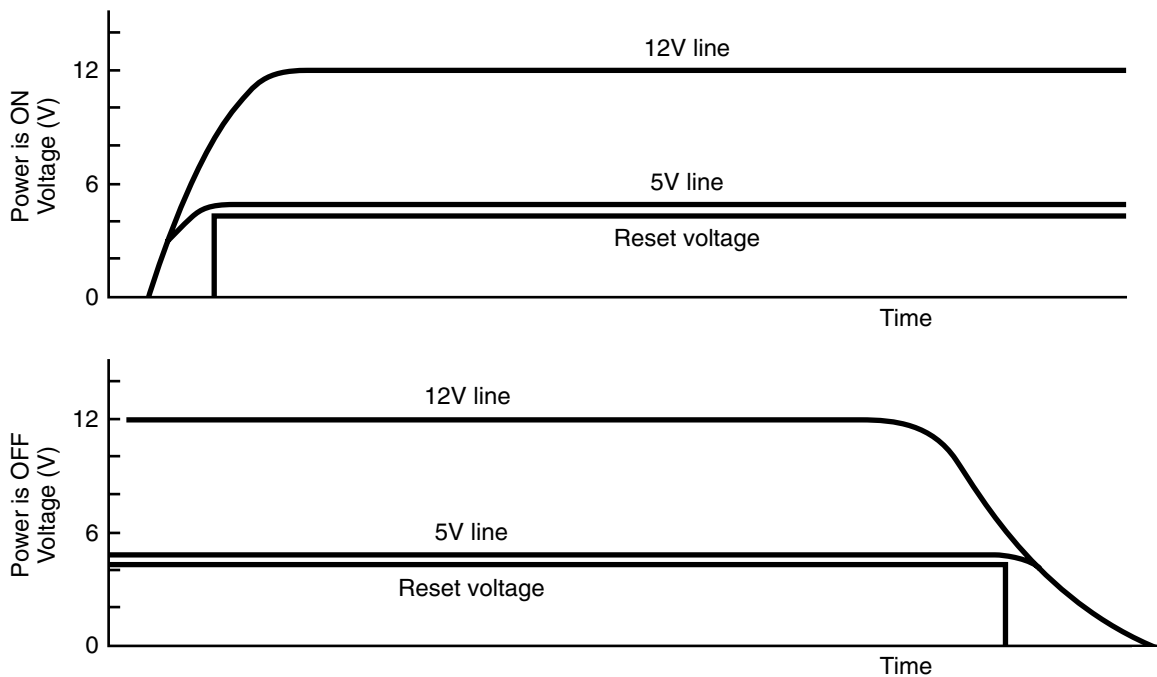 Power is ON
Voltage (V)
12
6
0
12V line
5V line
Reset voltage
Time
Power is OFF
Voltage (V)
12
6
0
12V line
5V line
Reset voltage
Time